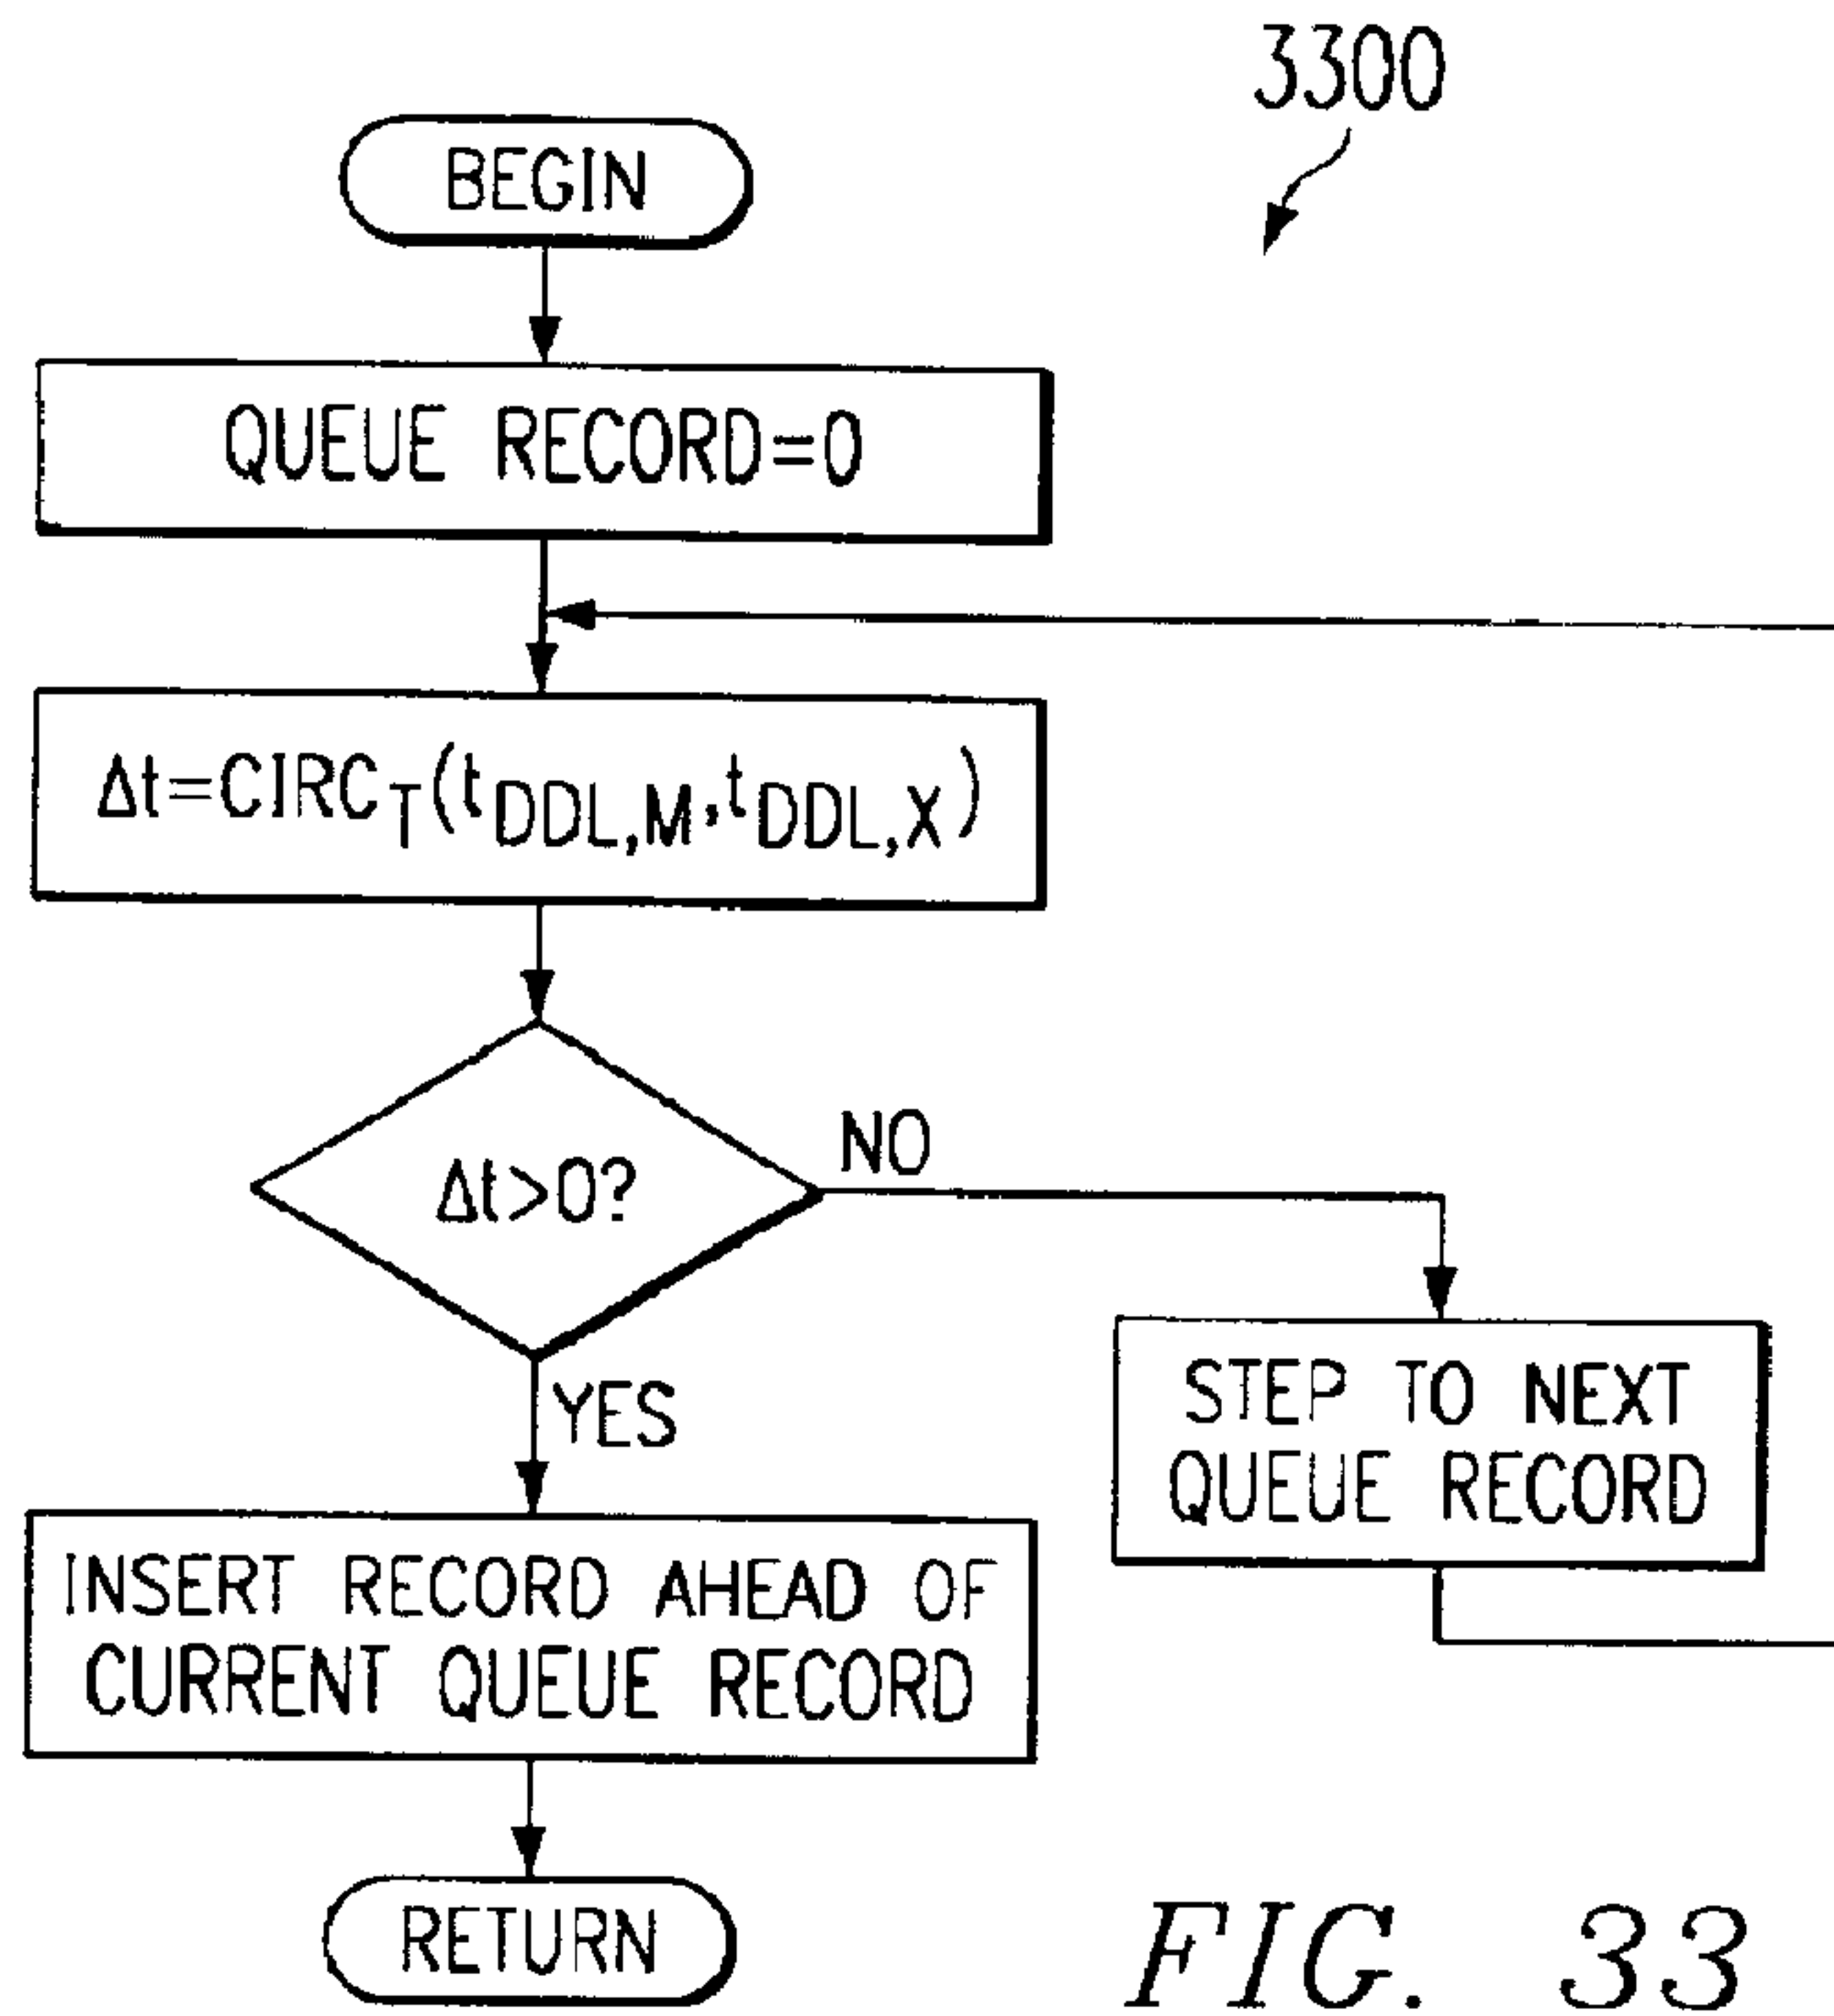 3300
BEGIN
QUEUE RECORD=0
Δt=CIRC_T(t_DDL,M,t_DDL,X)
Δt>0?
NO
YES
STEP TO NEXT
QUEUE RECORD
INSERT RECORD AHEAD OF
CURRENT QUEUE RECORD
RETURN
FIG. 33